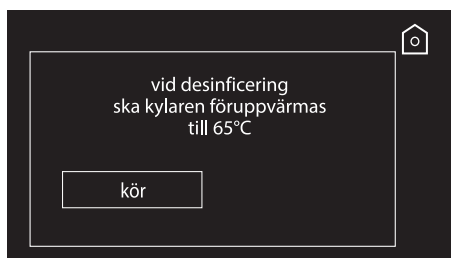 vid desinficering
ska kylaren föruppvärmas
till 65°C
kör